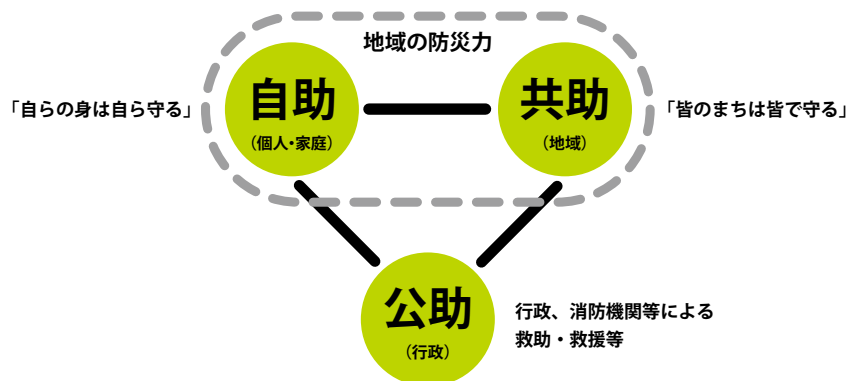 地域の防災力
「自らの身は自ら守る」
自助
（個人・家庭）
共助
（地域）
「皆のまちは皆で守る」
公助
（行政）
行政、消防機関等による
救助・救援等